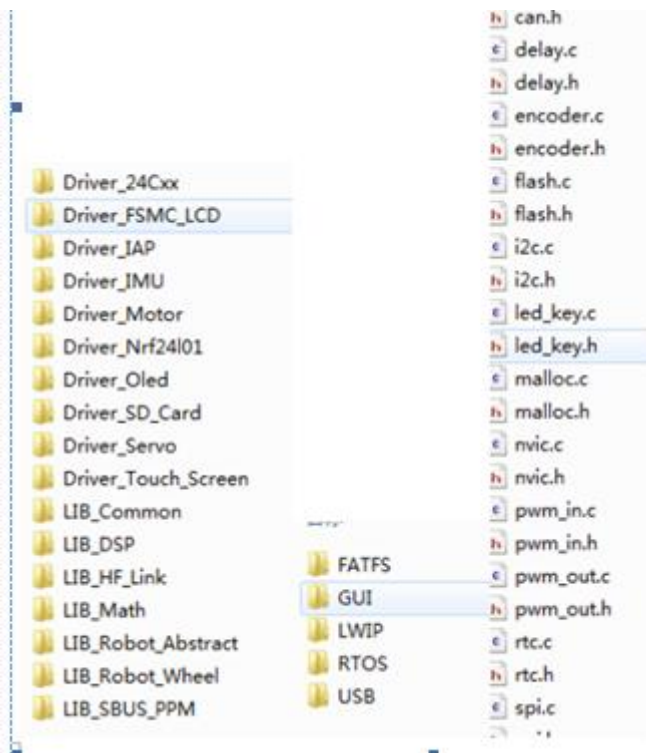 Driver_24Cxx
Driver_FSMC_LCD
Driver_IAP
Driver_IMU
Driver_Motor
Driver_Nrf24l01
Driver_Oled
Driver_SD_Card
Driver_Servo
Driver_Touch_Screen
LIB_Common
LIB_DSP
LIB_HF_Link
LIB_Math
LIB_Robot_Abstract
LIB_Robot_Wheel
LIB_SBUS_PPM
FATFS
GUI
LWIP
RTOS
USB
can.h
delay.c
delay.h
encoder.c
encoder.h
flash.c
flash.h
i2c.c
i2c.h
led_key.c
led_key.h
malloc.c
malloc.h
nvic.c
nvic.h
pwm_in.c
pwm_in.h
pwm_out.c
pwm_out.h
rtc.c
rtc.h
spi.c